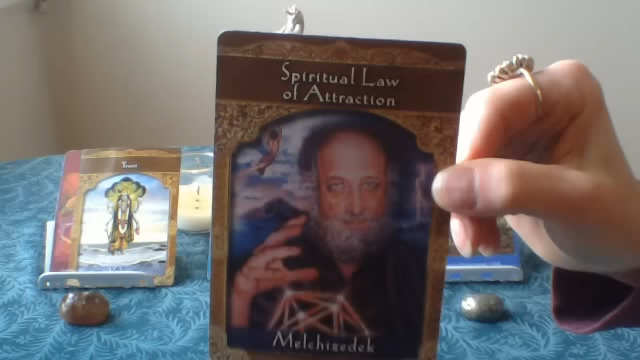 Spiritual Law
of Attraction
Melchizedek
Trust